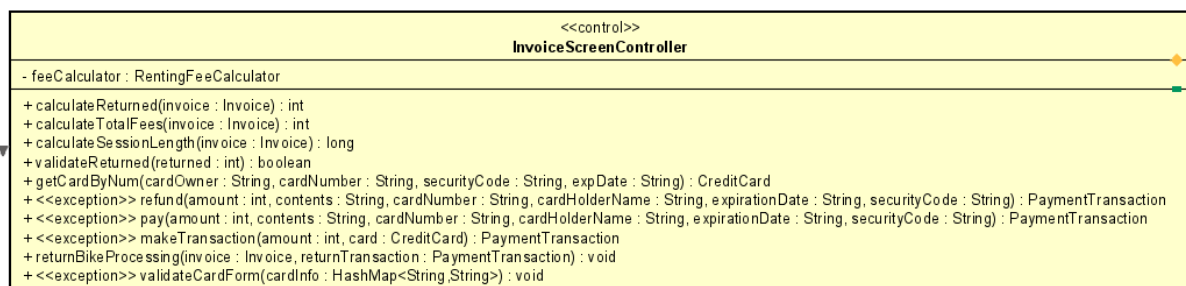 <<control>>
InvoiceScreenController
- feeCalculator : RentingFeeCalculator
+ calculateReturned(invoice : Invoice) : int
+ calculateTotalFees(invoice : Invoice) : int
+ calculateSessionLength(invoice : Invoice) : long
+ validateReturned(returned : int) : boolean
+ getCardByNum(cardOwner : String, cardNumber : String, securityCode : String, expDate : String) : CreditCard
+ <<exception>> refund(amount : int, contents : String, cardNumber : String, cardHolderName : String, expirationDate : String, securityCode : String) : PaymentTransaction
+ <<exception>> pay(amount : int, contents : String, cardNumber : String, cardHolderName : String, expirationDate : String, securityCode : String) : PaymentTransaction
+ <<exception>> makeTransaction(amount : int, card : CreditCard) : PaymentTransaction
+ returnBikeProcessing(invoice : Invoice, returnTransaction : PaymentTransaction) : void
+ <<exception>> validateCardForm(cardInfo : HashMap<String,String>) : void